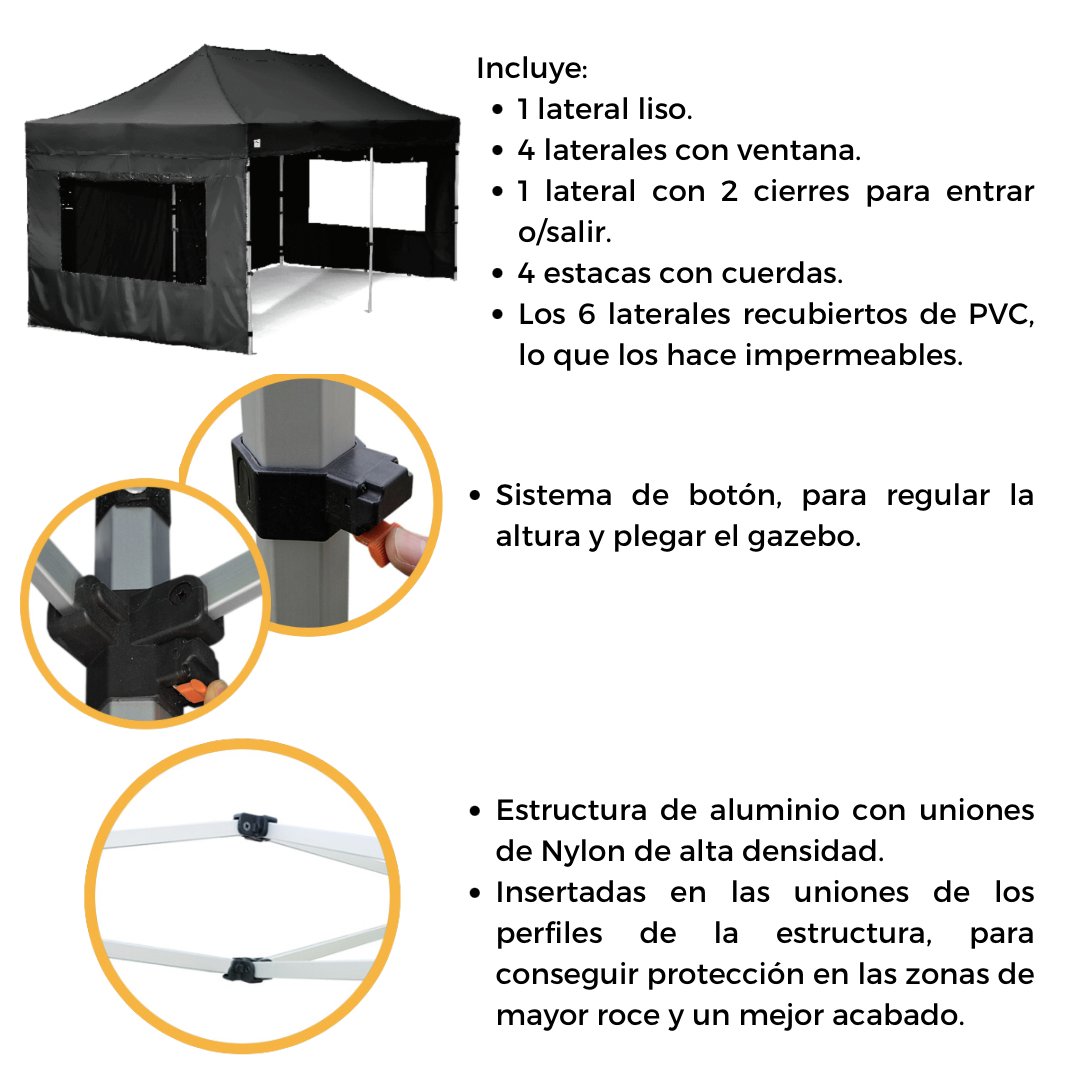 Incluye:
• 1 lateral liso.
• 4 laterales con ventana.
• 1 lateral con 2 cierres para entrar
o/salir.
• 4 estacas con cuerdas.
• Los 6 laterales recubiertos de PVC,
lo que los hace impermeables.
• Sistema de botón, para regular la
altura y plegar el gazebo.
• Estructura de aluminio con uniones
de Nylon de alta densidad.
• Insertadas en las uniones de los
perfiles de la estructura, para
conseguir protección en las zonas de
mayor roce y un mejor acabado.